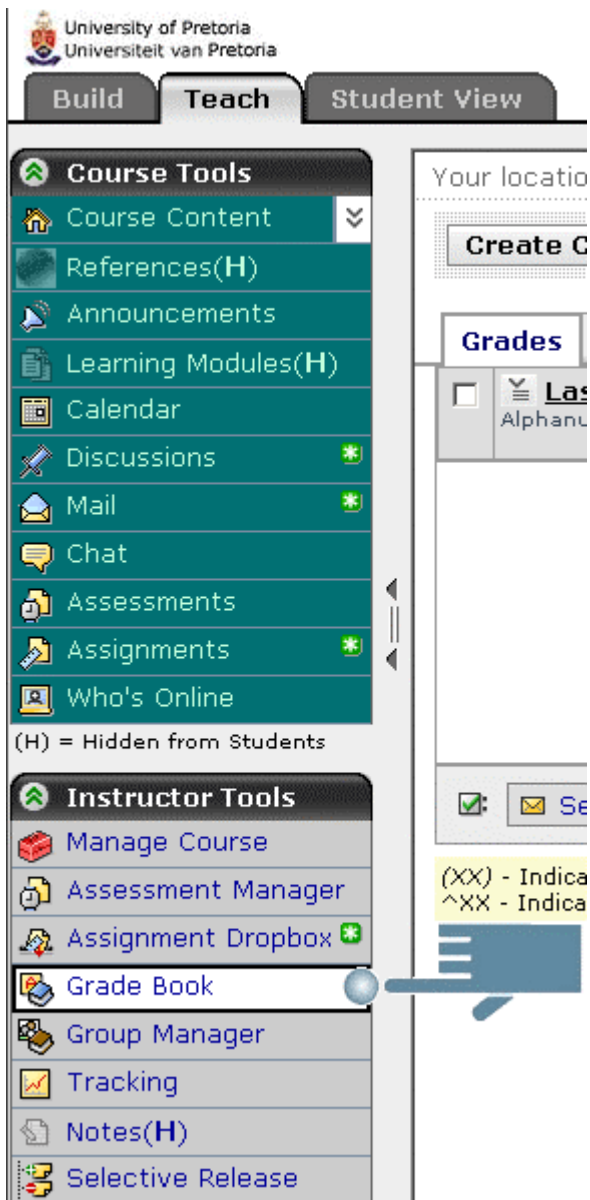 University of Pretoria
Universiteit van Pretoria
Build Teach Student View
Course Tools
Course Content
References(H)
Announcements
Learning Modules(H)
Calendar
Discussions
Mail
Chat
Assessments
Assignments
Who's Online
(H) = Hidden from Students
Instructor Tools
Manage Course
Assessment Manager
Assignment Dropbox
Grade Book
Group Manager
Tracking
Notes(H)
Selective Release
Your locatio
Create C
Grades
Las
Alphanu
Se
(XX) - Indica
^XX - Indica